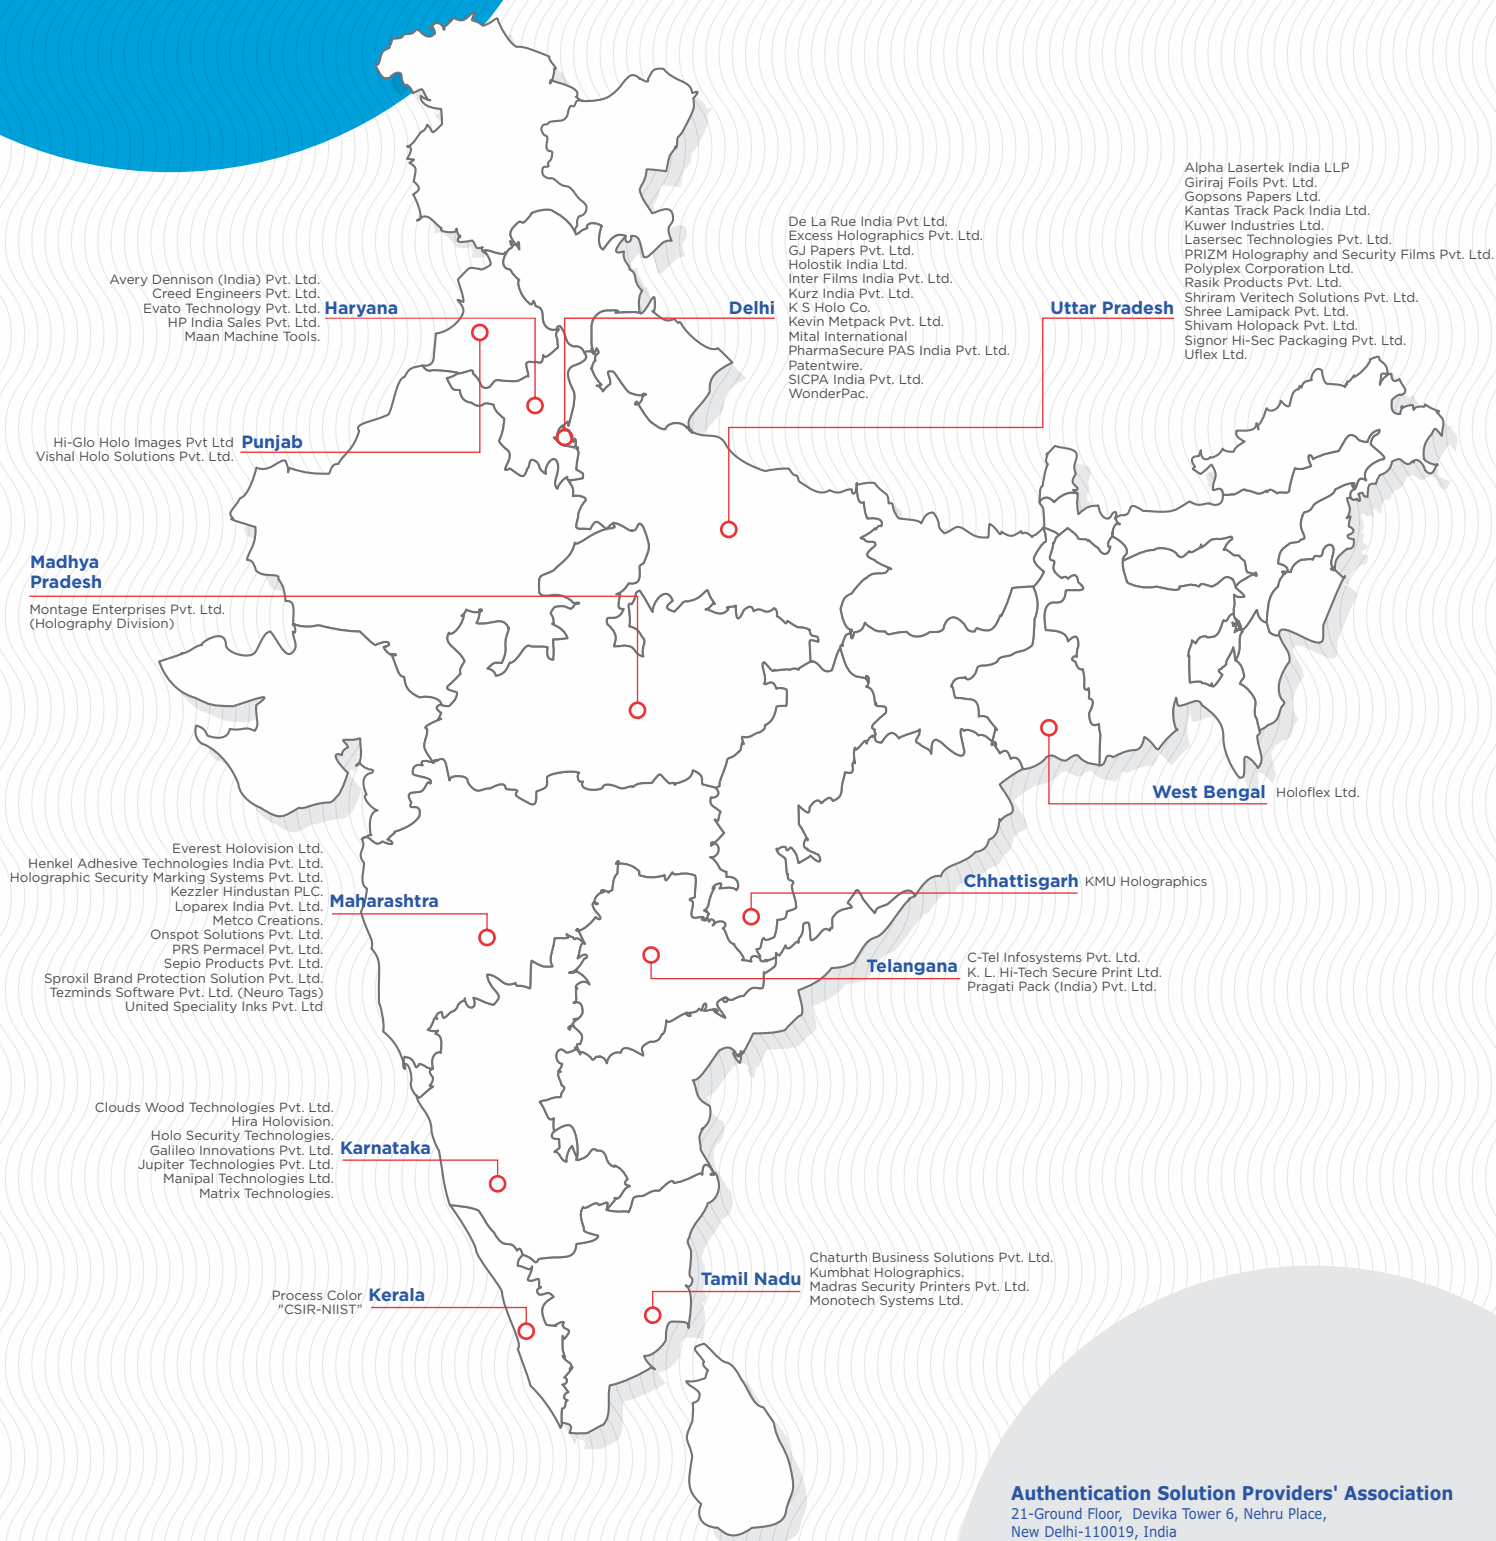 Alpha Lasertek India LLP
Giriraj Foils Pvt. Ltd.
Gopsons Papers Ltd.
Kantas Track Pack India Ltd.
Kuwer Industries Ltd.
Lasersec Technologies Pvt. Ltd.
PRIZM Holography and Security Films Pvt. Ltd.
Polyplex Corporation Ltd.
Rasik Products Pvt. Ltd.
Shriram Veritech Solutions Pvt. Ltd.
Shree Lamipack Pvt. Ltd.
Shivam Holopack Pvt. Ltd.
Signor Hi-Sec Packaging Pvt. Ltd.
Uflex Ltd.
Uttar Pradesh
De La Rue India Pvt Ltd.
Excess Holographics Pvt. Ltd.
GJ Papers Pvt. Ltd.
Holostik India Ltd.
Inter Films India Pvt. Ltd.
Kurz India Pvt. Ltd.
K S Holo Co.
Kevin Metpack Pvt. Ltd.
Mital International
PharmaSecure PAS India Pvt. Ltd.
Patentwire.
SICPA India Pvt. Ltd.
WonderPac.
Delhi
Avery Dennison (India) Pvt. Ltd.
Creed Engineers Pvt. Ltd.
Evato Technology Pvt. Ltd.
HP India Sales Pvt. Ltd.
Maan Machine Tools.
Haryana
Hi-Glo Holo Images Pvt Ltd
Vishal Holo Solutions Pvt. Ltd.
Punjab
Madhya
Pradesh
Montage Enterprises Pvt. Ltd.
(Holography Division)
West Bengal
Holoflex Ltd.
Everest Holovision Ltd.
Henkel Adhesive Technologies India Pvt. Ltd.
Holographic Security Marking Systems Pvt. Ltd.
Kezzler Hindustan PLC.
Loparex India Pvt. Ltd.
Metco Creations.
Onspot Solutions Pvt. Ltd.
PRS Permacel Pvt. Ltd.
Sepio Products Pvt. Ltd.
Sproxil Brand Protection Solution Pvt. Ltd.
Tezminds Software Pvt. Ltd. (Neuro Tags)
United Speciality Inks Pvt. Ltd
Maharashtra
Chhattisgarh
KMU Holographics
Telangana
C-Tel Infosystems Pvt. Ltd.
K. L. Hi-Tech Secure Print Ltd.
Pragati Pack (India) Pvt. Ltd.
Clouds Wood Technologies Pvt. Ltd.
Hira Holovision.
Holo Security Technologies.
Galileo Innovations Pvt. Ltd.
Jupiter Technologies Pvt. Ltd.
Manipal Technologies Ltd.
Matrix Technologies.
Karnataka
Tamil Nadu
Chaturth Business Solutions Pvt. Ltd.
Kumbhat Holographics.
Madras Security Printers Pvt. Ltd.
Monotech Systems Ltd.
Process Color
"CSIR-NIIST"
Kerala
Authentication Solution Providers' Association
21-Ground Floor, Devika Tower 6, Nehru Place,
New Delhi-110019, India